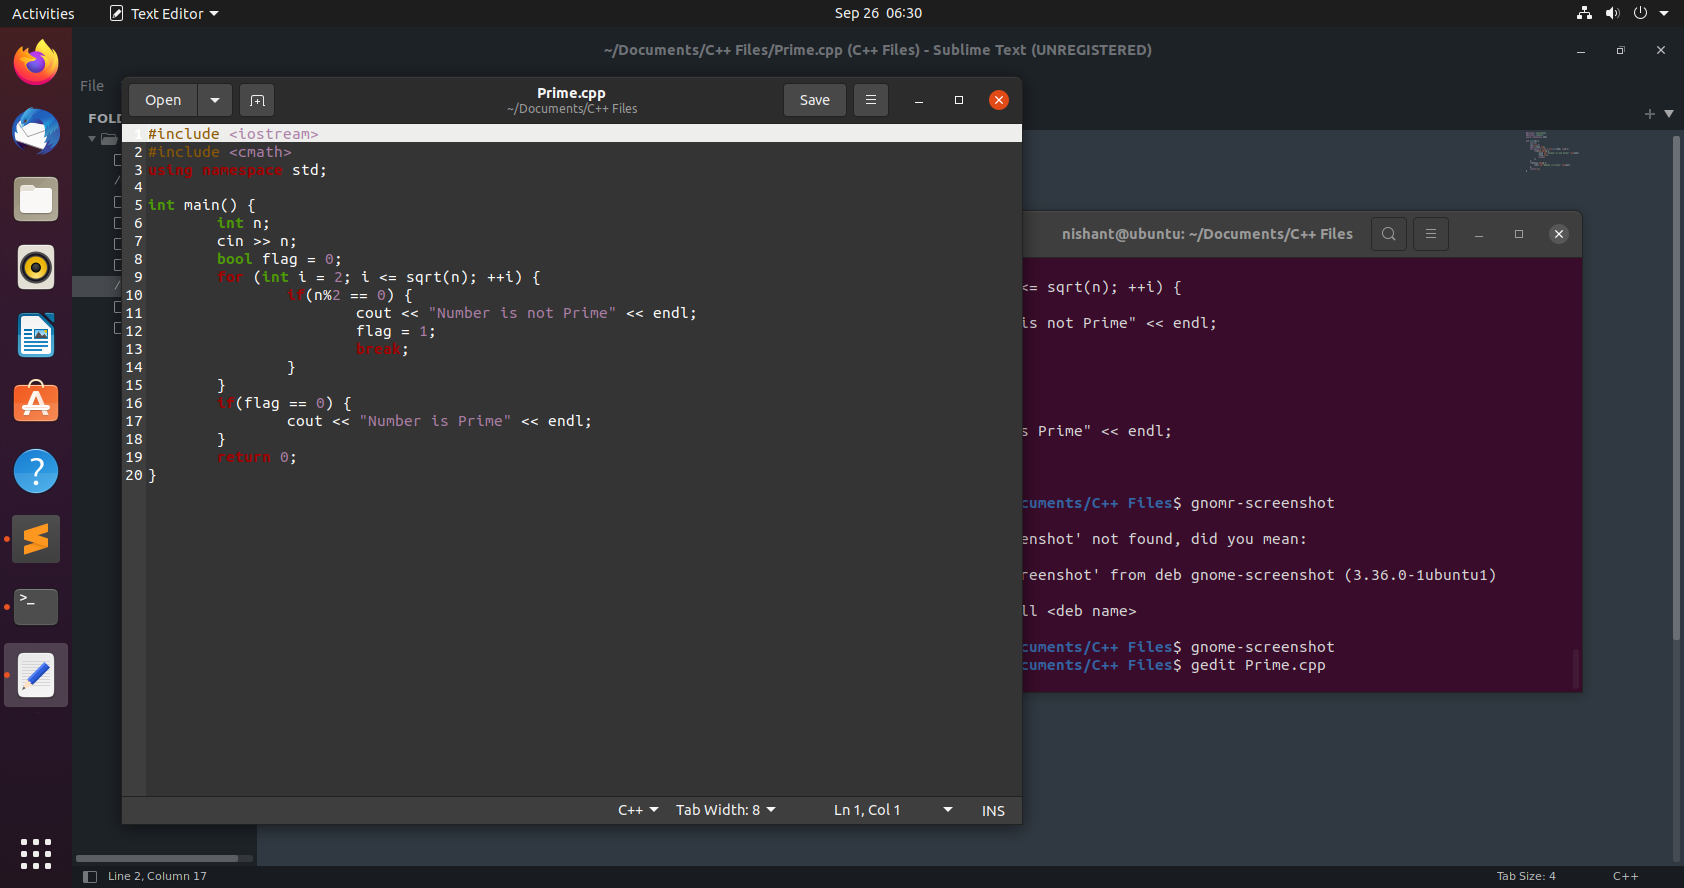 Activities
Text Editor
Sep 26 06:30
~/Documents/C++ Files/Prime.cpp (C++ Files) - Sublime Text (UNREGISTERED)
File
FOLD
Open
Prime.cpp
~/Documents/C++ Files
Save
1 #include <iostream>
2 #include <cmath>
3 using namespace std;
4
5 int main() {
6 int n;
7 cin >> n;
8 bool flag = 0;
9 for (int i = 2; i <= sqrt(n); ++i) {
10 if(n%2 == 0) {
11 cout << "Number is not Prime" << endl;
12 flag = 1;
13 break;
14 }
15 }
16 if(flag == 0) {
17 cout << "Number is Prime" << endl;
18 }
19 return 0;
20 }
C++
Tab Width: 8
Ln 1, Col 1
INS
nishant@ubuntu: ~/Documents/C++ Files
<= sqrt(n); ++i) {
is not Prime" << endl;
s Prime" << endl;
cuments/C++ Files$ gnomr-screenshot
enshot' not found, did you mean:
reenshot' from deb gnome-screenshot (3.36.0-1ubuntu1)
ll <deb name>
cuments/C++ Files$ gnome-screenshot
cuments/C++ Files$ gedit Prime.cpp
Line 2, Column 17
Tab Size: 4
C++